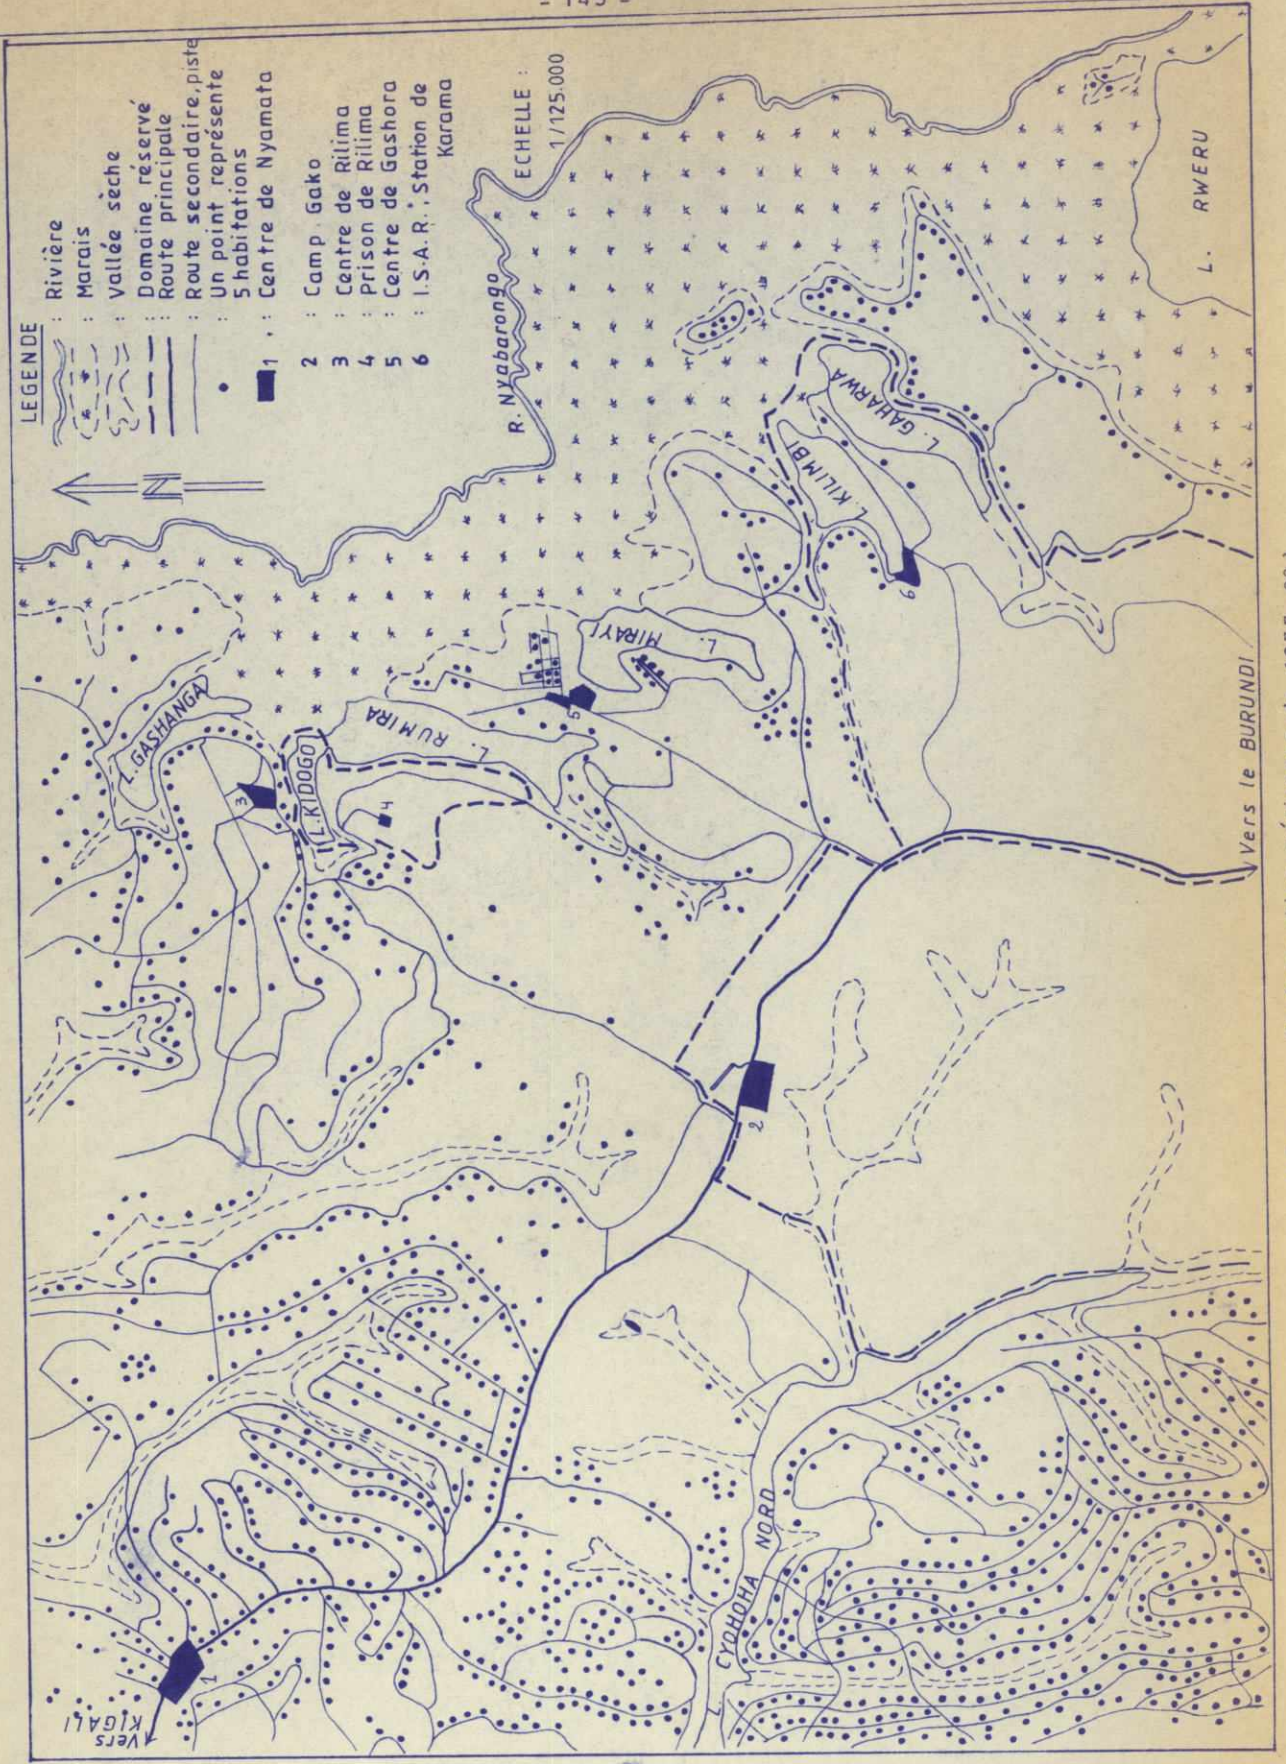 - 145 -
LEGENDE
: Rivière
: Marais
: Vallée sèche
: Domaine réservé
: Route principale
: Route secondaire, piste
: Un point représente
5 habitations
1 : Centre de Nyamata
2 : Camp Gako
3 : Centre de Rilima
4 : Prison de Rilima
5 : Centre de Gashora
6 : I.S.A.R.; Station de
Karama
ECHELLE :
1/125.000
N
R. Nyabarongo
L. GASHANGA
L. KIDOGO
L. RUMIRA
L. MIRAYI
L. KILIMBI
L. GAHARWA
L. RWERU
L. CYOHOHA NORD
Vers
KIGALI
Vers le BURUNDI
1
2
3
4
5
6